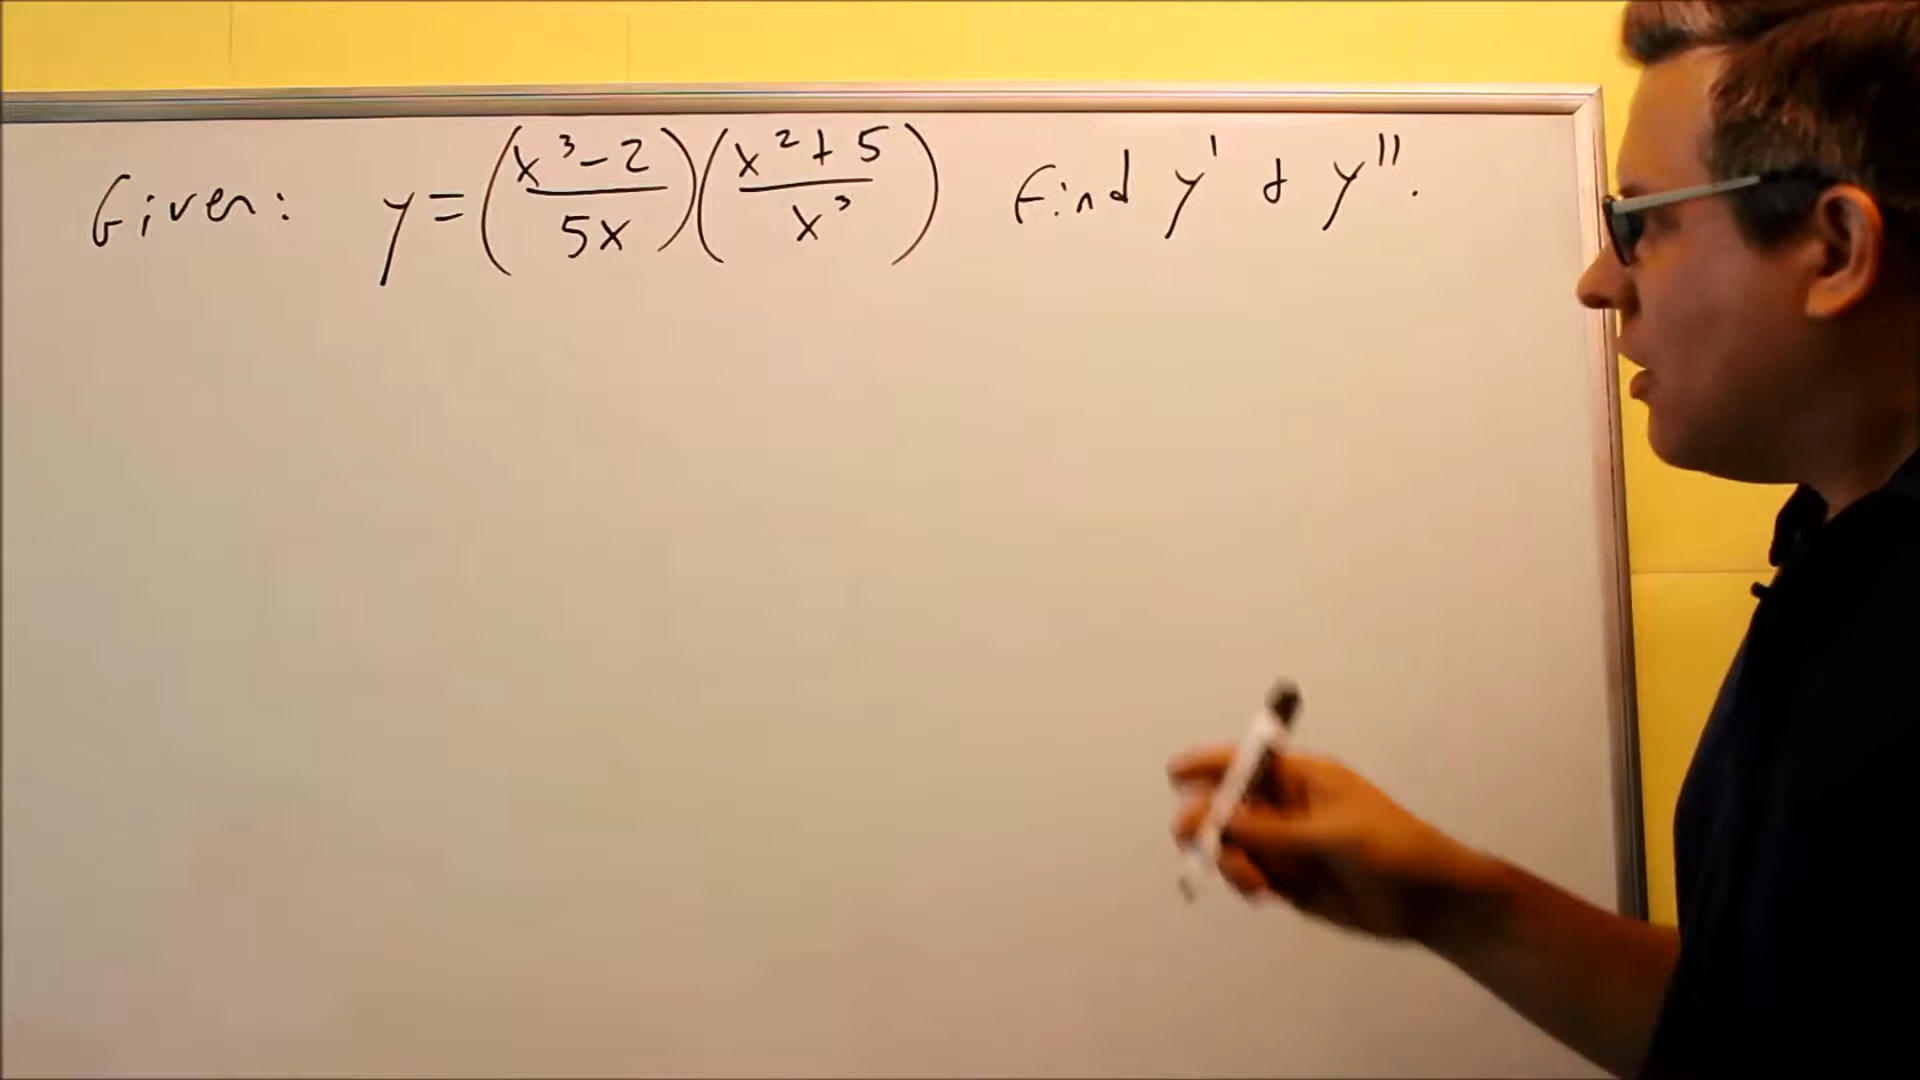 Given: y = (x³ - 2 / 5x)(x² + 5 / x³) Find y' & y".